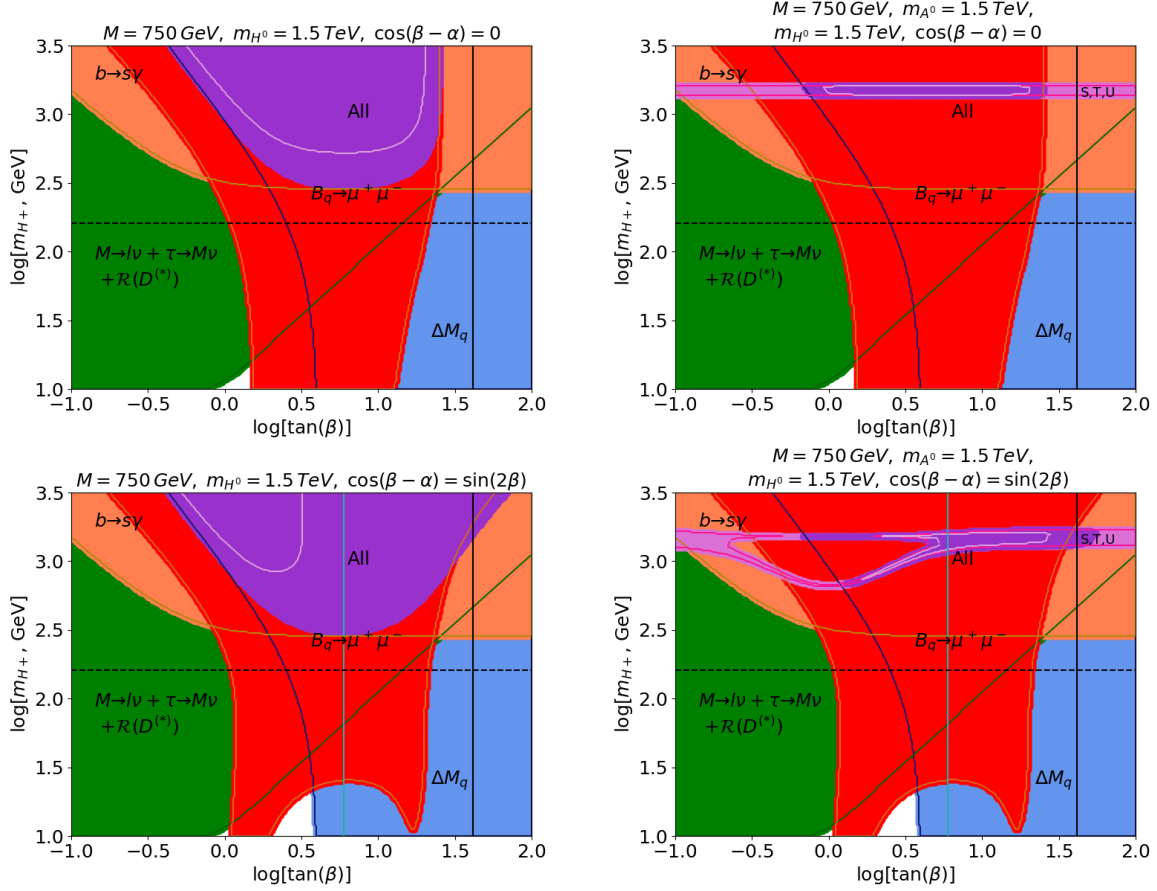 M = 750 GeV, m_{H^0} = 1.5 TeV, cos(β − α) = 0
3.5
3.0
2.5
2.0
1.5
1.0
log[m_{H+}, GeV]
b→sγ
All
B_q→μ⁺μ⁻
M→lν + τ→Mν
+ℛ(D^{(*)})
ΔM_q
−1.0 −0.5 0.0 0.5 1.0 1.5 2.0
log[tan(β)]
M = 750 GeV, m_{A^0} = 1.5 TeV,
m_{H^0} = 1.5 TeV, cos(β − α) = 0
3.5
3.0
2.5
2.0
1.5
1.0
log[m_{H+}, GeV]
b→sγ
S,T,U
All
B_q→μ⁺μ⁻
M→lν + τ→Mν
+ℛ(D^{(*)})
ΔM_q
−1.0 −0.5 0.0 0.5 1.0 1.5 2.0
log[tan(β)]
M = 750 GeV, m_{H^0} = 1.5 TeV, cos(β − α) = sin(2β)
3.5
3.0
2.5
2.0
1.5
1.0
log[m_{H+}, GeV]
b→sγ
All
B_q→μ⁺μ⁻
M→lν + τ→Mν
+ℛ(D^{(*)})
ΔM_q
−1.0 −0.5 0.0 0.5 1.0 1.5 2.0
log[tan(β)]
M = 750 GeV, m_{A^0} = 1.5 TeV,
m_{H^0} = 1.5 TeV, cos(β − α) = sin(2β)
3.5
3.0
2.5
2.0
1.5
1.0
log[m_{H+}, GeV]
b→sγ
S,T,U
All
B_q→μ⁺μ⁻
M→lν + τ→Mν
+ℛ(D^{(*)})
ΔM_q
−1.0 −0.5 0.0 0.5 1.0 1.5 2.0
log[tan(β)]